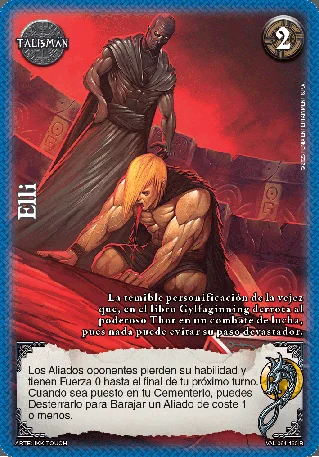 TALISMAN
2
Elli
La temible personificación de la vejez
que, en el libro Gylfaginning derrota al
poderoso Thor en un combate de lucha,
pues nada puede evitar su paso devastador.
Los Aliados oponentes pierden su habilidad y
tienen Fuerza 0 hasta el final de tu próximo turno.
Cuando sea puesto en tu Cementerio, puedes
Desterrarlo para Barajar un Aliado de coste 1
o menos.